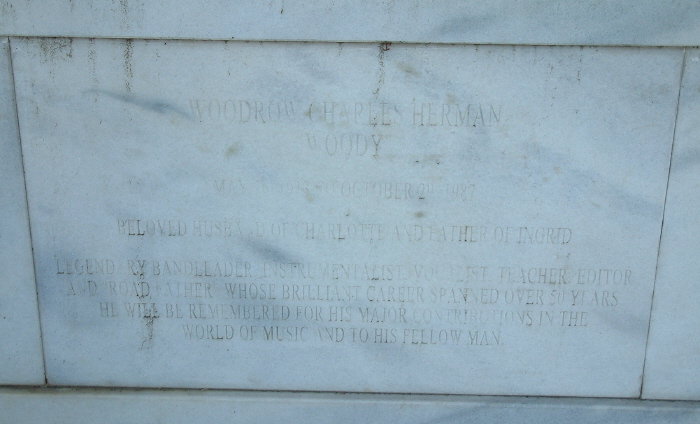 WOODROW CHARLES HERMAN
WOODY
MAY OCTOBER 29, 1987
BELOVED HUSBAND OF CHARLOTTE AND FATHER OF INGRID
LEGENDARY BANDLEADER, INSTRUMENTALIST, VOCALIST, TEACHER, EDITOR
AND "ROAD FATHER" WHOSE BRILLIANT CAREER SPANNED OVER 50 YEARS
HE WILL BE REMEMBERED FOR HIS MAJOR CONTRIBUTIONS IN THE
WORLD OF MUSIC AND TO HIS FELLOW MAN.